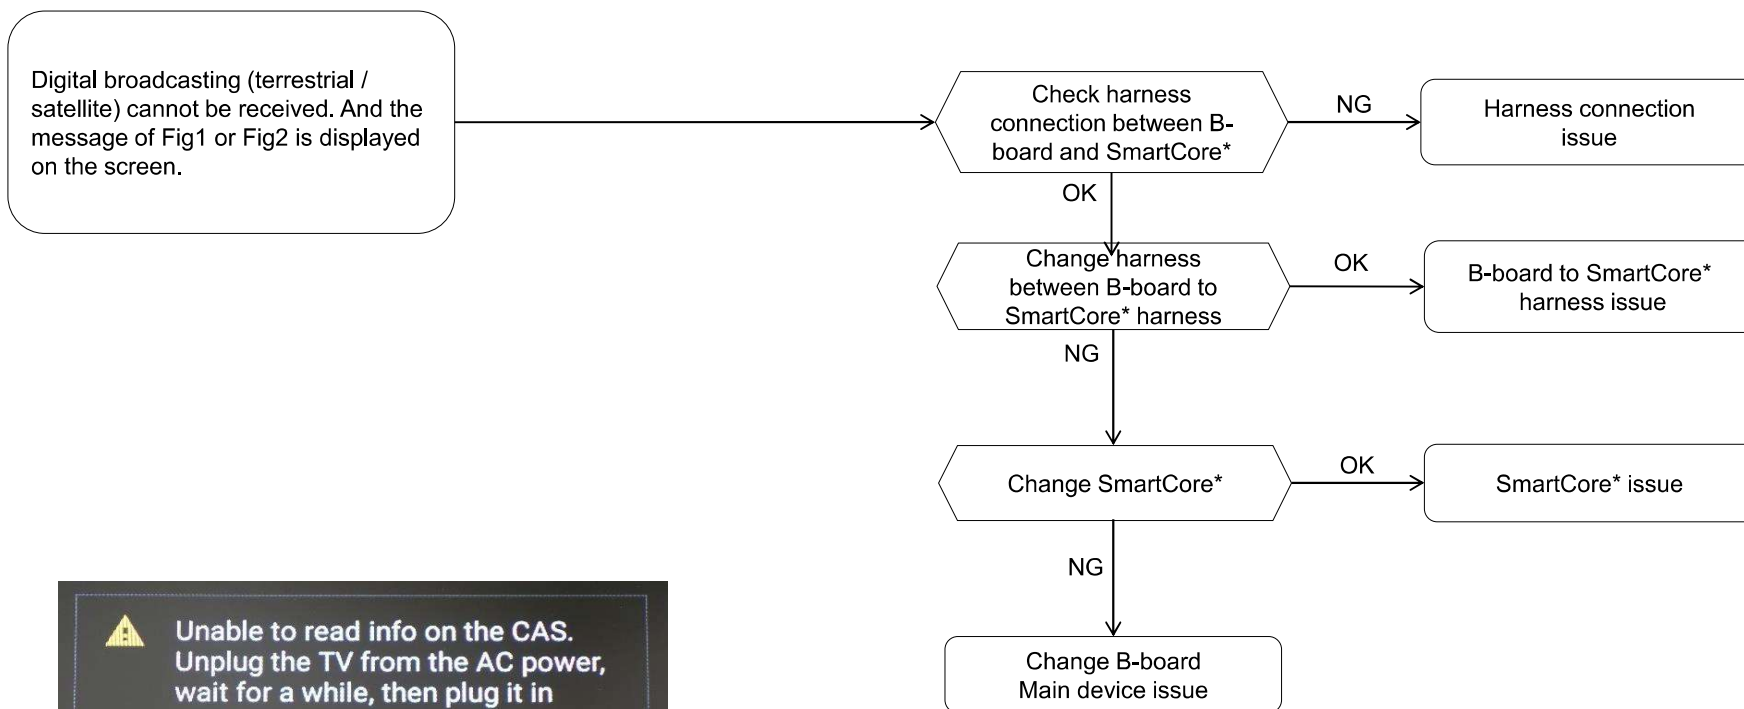 Digital broadcasting (terrestrial /
satellite) cannot be received. And the
message of Fig1 or Fig2 is displayed
on the screen.
Check harness
connection between B-
board and SmartCore*
NG
Harness connection
issue
OK
Change harness
between B-board to
SmartCore* harness
OK
B-board to SmartCore*
harness issue
NG
Change SmartCore*
OK
SmartCore* issue
NG
Change B-board
Main device issue
Unable to read info on the CAS.
Unplug the TV from the AC power,
wait for a while, then plug it in